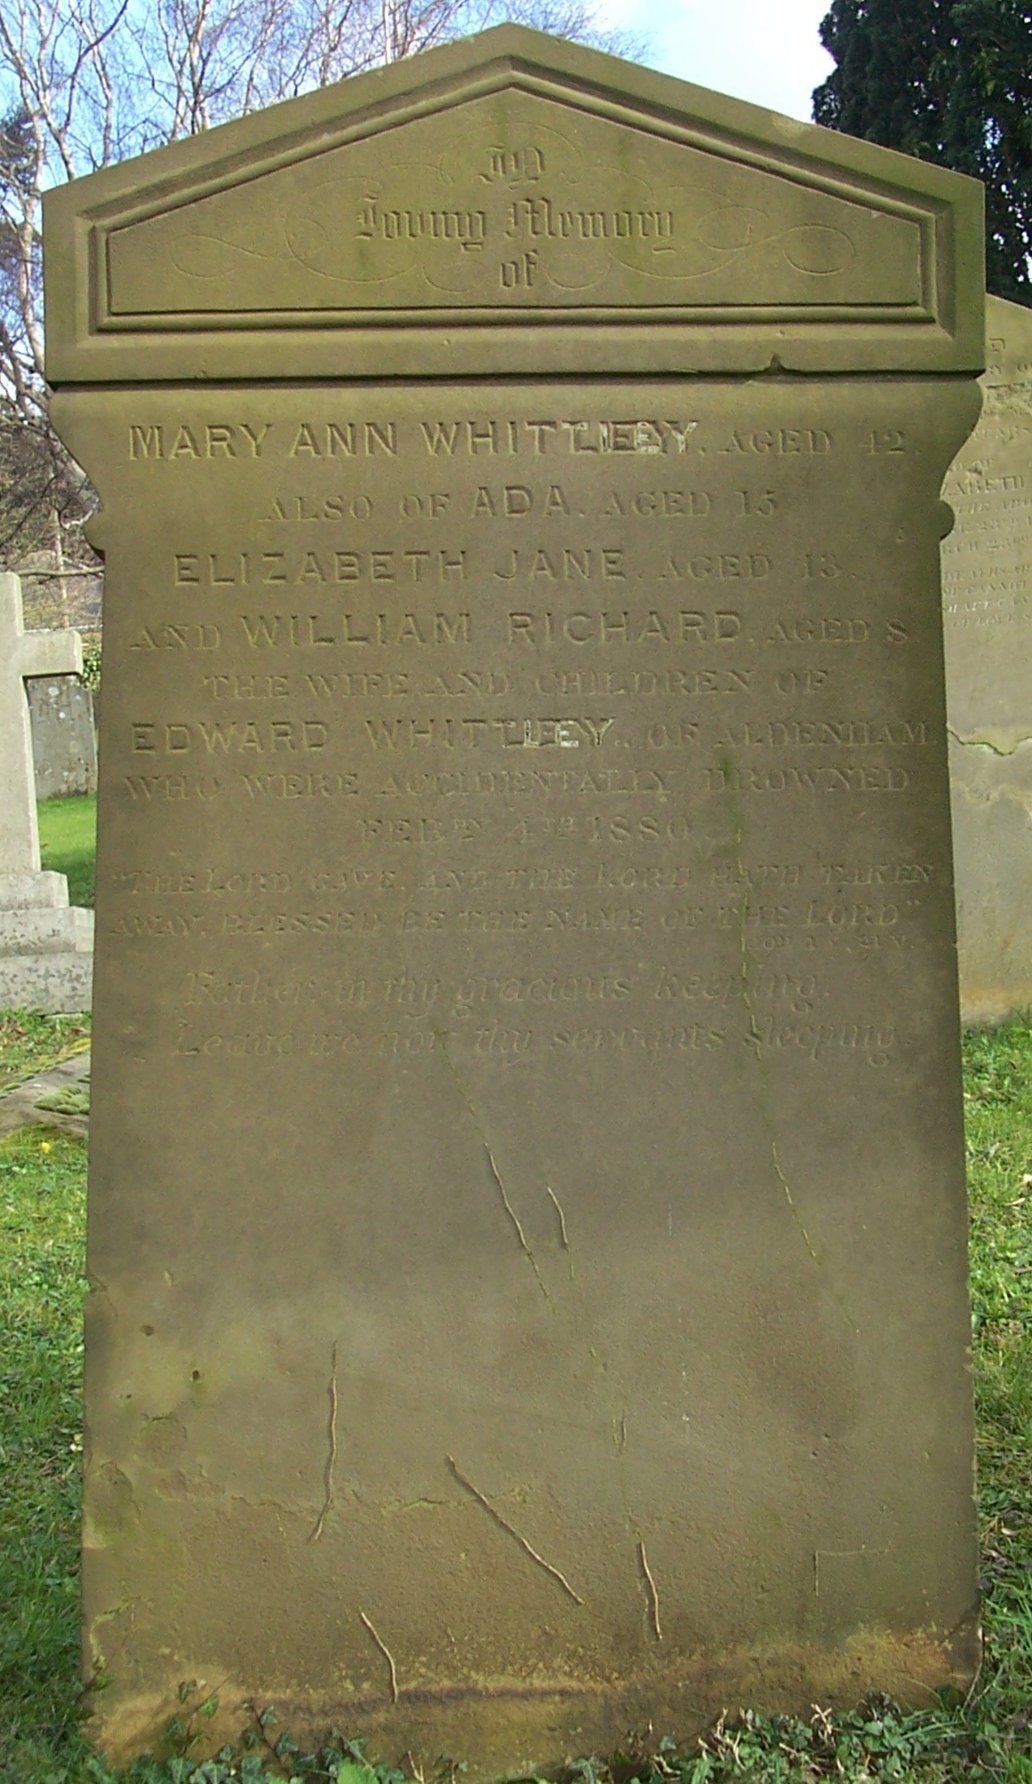 In
Loving Memory
of
MARY ANN WHITTLEY, AGED 42.
ALSO OF ADA, AGED 15
ELIZABETH JANE, AGED 13.
AND WILLIAM RICHARD, AGED 8
THE WIFE AND CHILDREN OF
EDWARD WHITTLEY, OF ALDENHAM
WHO WERE ACCIDENTALLY DROWNED
FEBRY 4TH 1880.
"THE LORD GAVE, AND THE LORD HATH TAKEN
AWAY, BLESSED BE THE NAME OF THE LORD"
21 V.
Father in thy gracious keeping,
Leave we now thy servants sleeping.